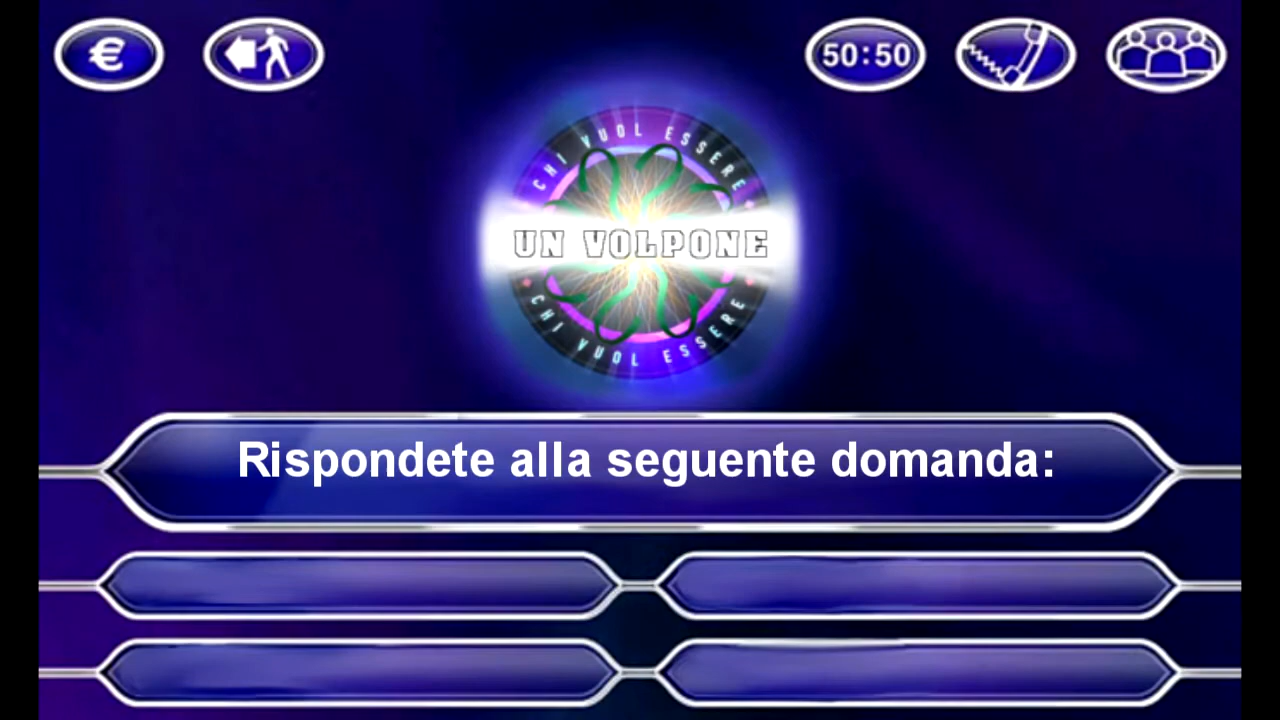 €
50:50
CHI VUOL ESSERE
UN VOLPONE
CHI VUOL ESSERE
Rispondete alla seguente domanda: